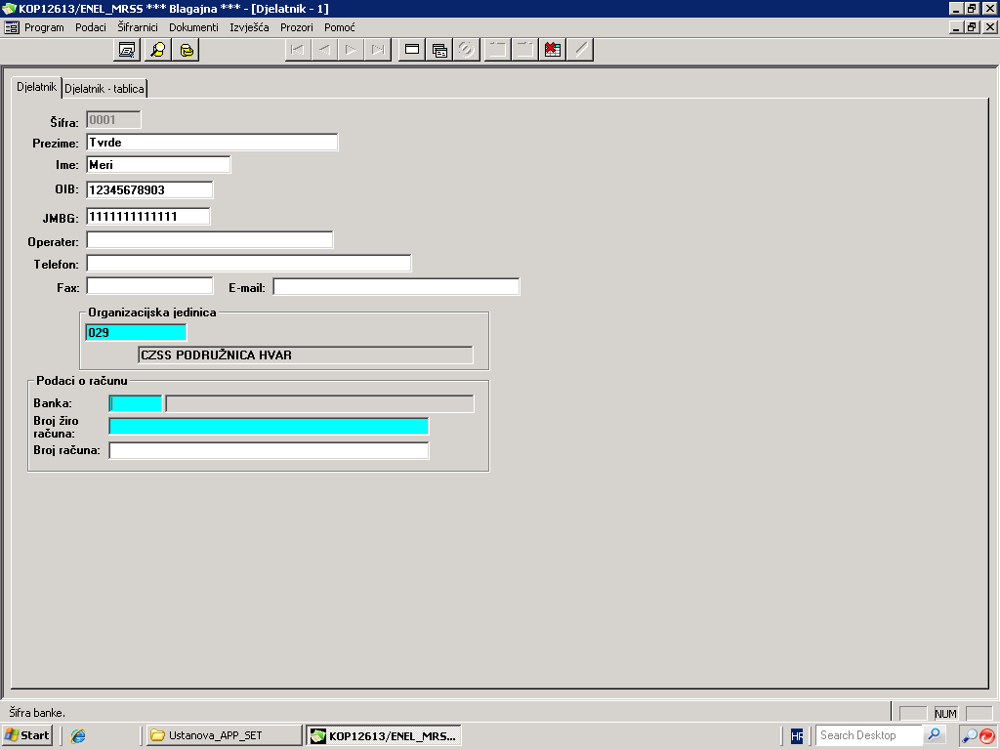 KOP12613/ENEL_MRSS *** Blagajna *** - [Djelatnik - 1]
Program Podaci Šifrarnici Dokumenti Izvješća Prozori Pomoć
Djelatnik Djelatnik - tablica
Šifra: 0001
Prezime: Tvrde
Ime: Meri
OIB: 12345678903
JMBG: 1111111111111
Operater:
Telefon:
Fax: E-mail:
Organizacijska jedinica
029
CZSS PODRUŽNICA HVAR
Podaci o računu
Banka:
Broj žiro
računa:
Broj računa:
Šifra banke. NUM
Start Ustanova_APP_SET KOP12613/ENEL_MRS... HR Search Desktop